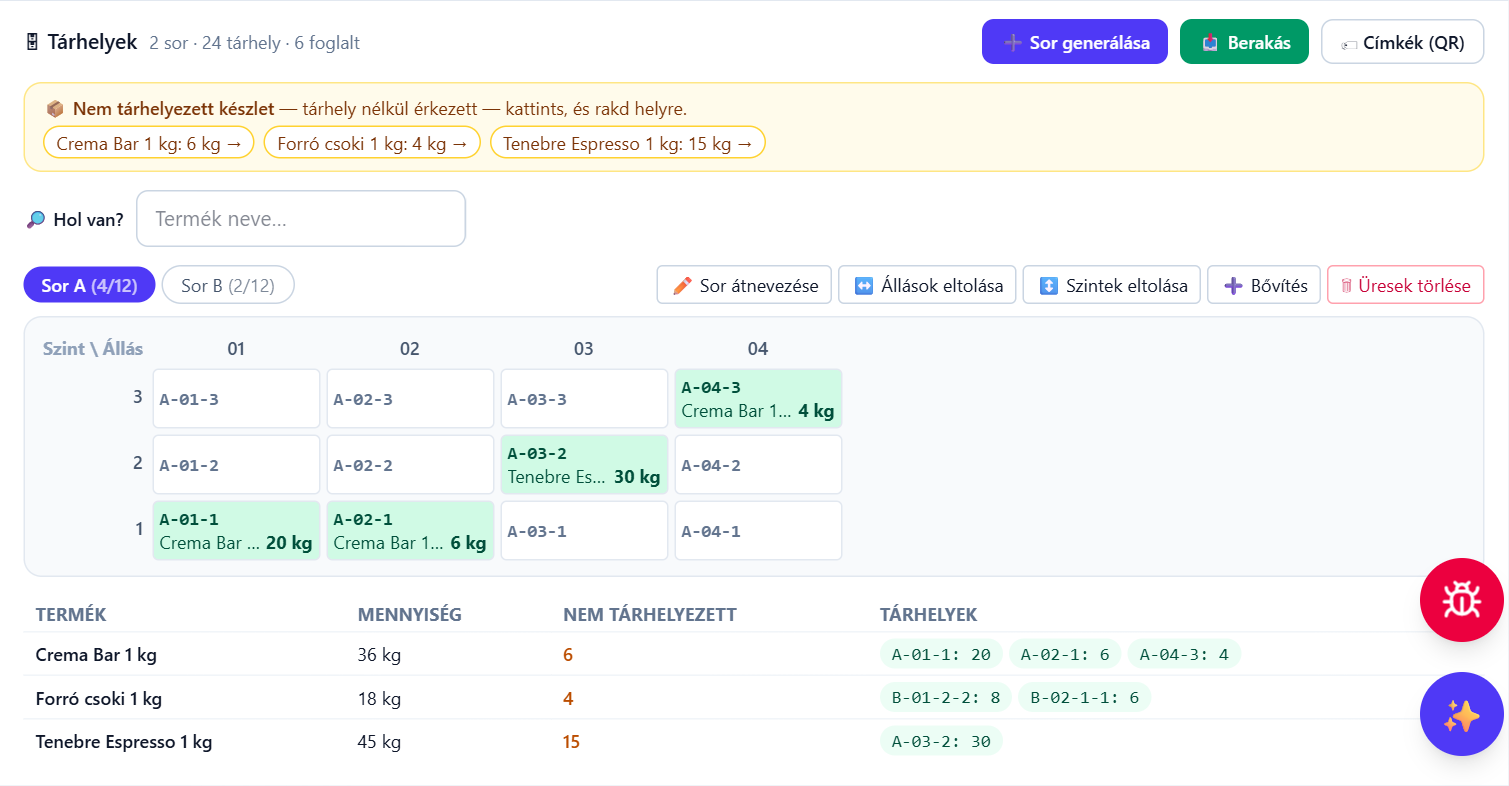 Tárhelyek 2 sor · 24 tárhely · 6 foglalt
Sor generálása Berakás Címkék (QR)
Nem tárhelyezett készlet — tárhely nélkül érkezett — kattints, és rakd helyre.
Crema Bar 1 kg: 6 kg → Forró csoki 1 kg: 4 kg → Tenebre Espresso 1 kg: 15 kg →
Hol van? Termék neve...
Sor A (4/12) Sor B (2/12) Sor átnevezése Állások eltolása Szintek eltolása Bővítés Üresek törlése
Szint \ Állás 01 02 03 04
3 A-01-3 A-02-3 A-03-3 A-04-3
Crema Bar 1... 4 kg
2 A-01-2 A-02-2 A-03-2 A-04-2
Tenebre Es... 30 kg
1 A-01-1 A-02-1 A-03-1 A-04-1
Crema Bar ... 20 kg Crema Bar 1... 6 kg
TERMÉK MENNYISÉG NEM TÁRHELYEZETT TÁRHELYEK
Crema Bar 1 kg 36 kg 6 A-01-1: 20 A-02-1: 6 A-04-3: 4
Forró csoki 1 kg 18 kg 4 B-01-2-2: 8 B-02-1-1: 6
Tenebre Espresso 1 kg 45 kg 15 A-03-2: 30